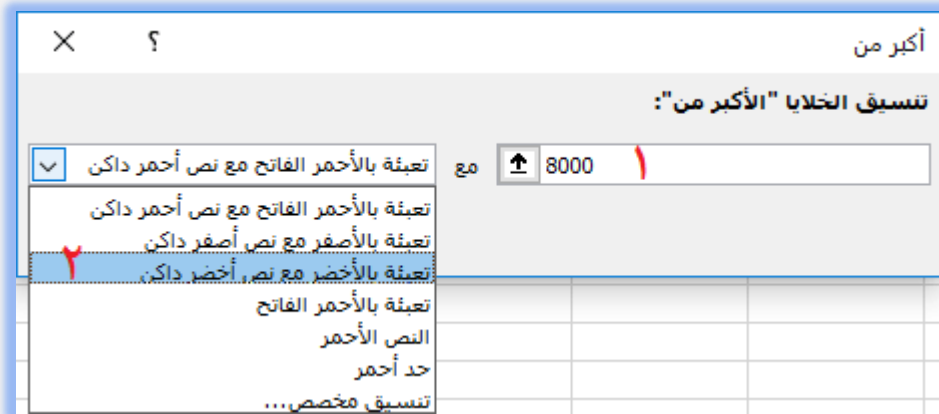 أكبر من ؟
تنسيق الخلايا "الأكبر من":
8000 ١ مع تعبئة بالأحمر الفاتح مع نص أحمر داكن
تعبئة بالأحمر الفاتح مع نص أحمر داكن
تعبئة بالأصفر مع نص أصفر داكن
تعبئة بالأخضر مع نص أخضر داكن ٢
تعبئة بالأحمر الفاتح
النص الأحمر
حد أحمر
تنسيق مخصص...